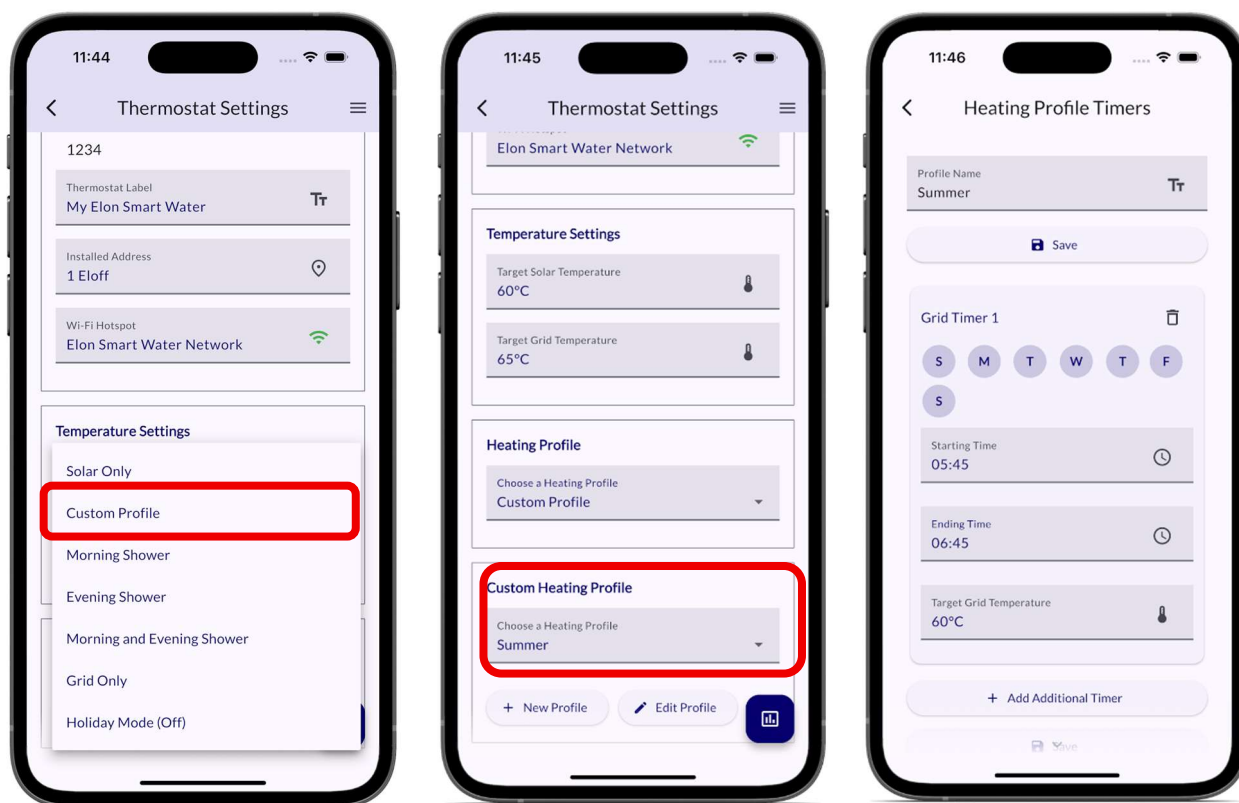 11:44
Thermostat Settings
1234
Thermostat Label
My Elon Smart Water
Installed Address
1 Eloff
Wi-Fi Hotspot
Elon Smart Water Network
Temperature Settings
Solar Only
Custom Profile
Morning Shower
Evening Shower
Morning and Evening Shower
Grid Only
Holiday Mode (Off)
11:45
Thermostat Settings
Elon Smart Water Network
Temperature Settings
Target Solar Temperature
60°C
Target Grid Temperature
65°C
Heating Profile
Choose a Heating Profile
Custom Profile
Custom Heating Profile
Choose a Heating Profile
Summer
+ New Profile Edit Profile
11:46
Heating Profile Timers
Profile Name
Summer
Save
Grid Timer 1
S M T W T F
S
Starting Time
05:45
Ending Time
06:45
Target Grid Temperature
60°C
+ Add Additional Timer
Save